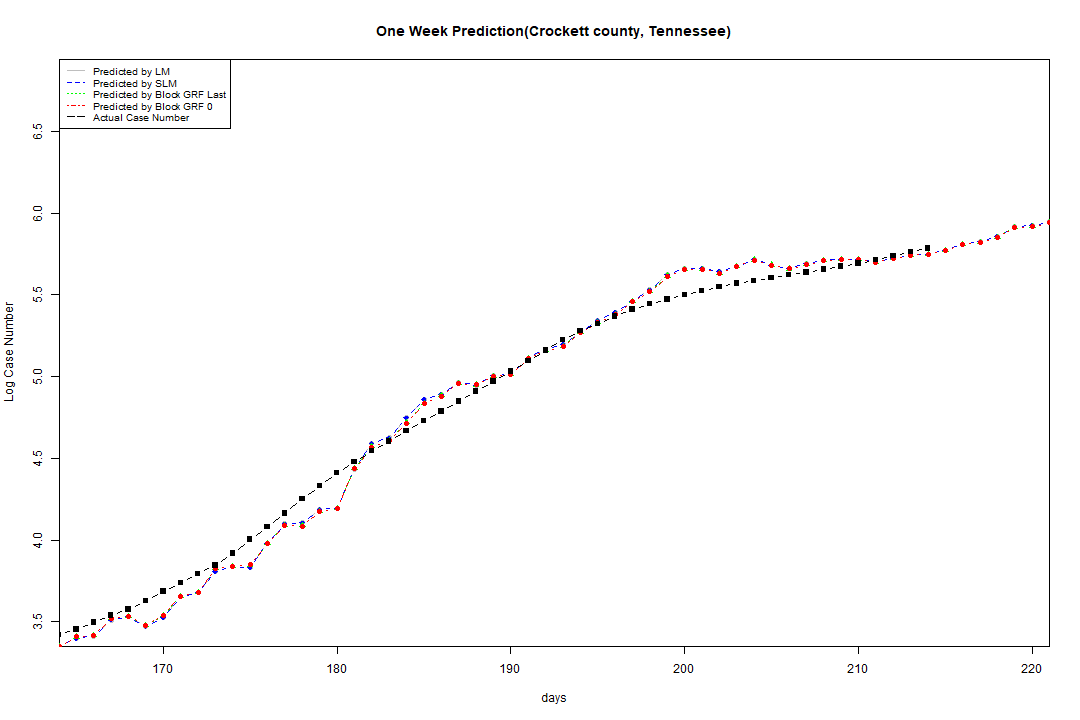 One Week Prediction(Crockett county, Tennessee)
Predicted by LM
Predicted by SLM
Predicted by Block GRF Last
Predicted by Block GRF 0
Actual Case Number
6.5
6.0
5.5
5.0
4.5
4.0
3.5
Log Case Number
170 180 190 200 210 220
days